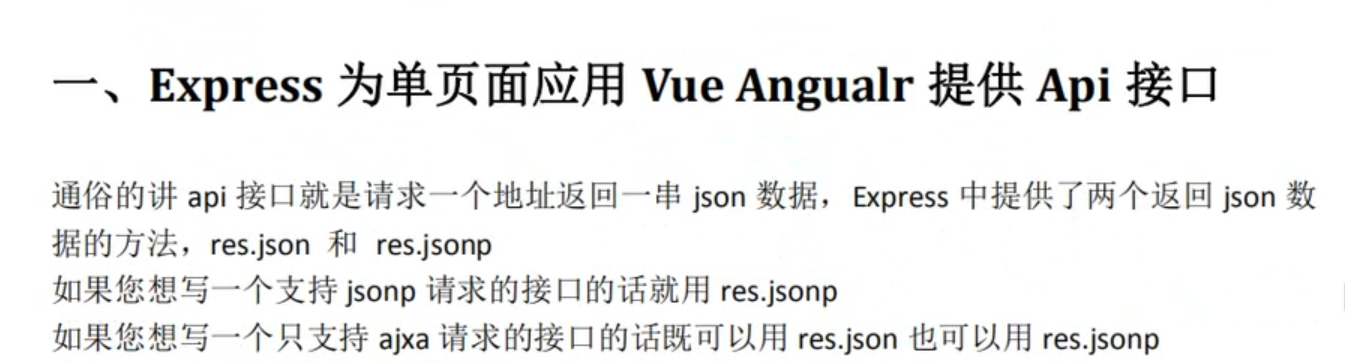 一、Express 为单页面应用 Vue Angualr 提供 Api 接口
通俗的讲 api 接口就是请求一个地址返回一串 json 数据，Express 中提供了两个返回 json 数
据的方法，res.json 和 res.jsonp
如果您想写一个支持 jsonp 请求的接口的话就用 res.jsonp
如果您想写一个只支持 ajxa 请求的接口的话既可以用 res.json 也可以用 res.jsonp